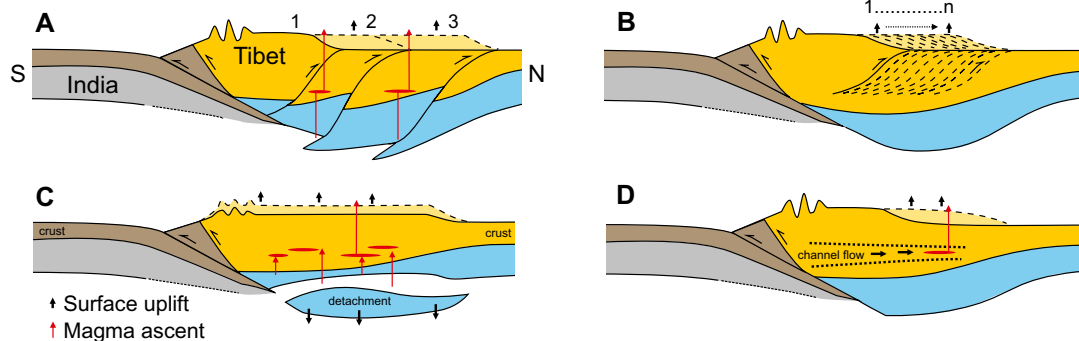 A
1
2
3
S
Tibet
India
N
B
1............n
C
crust
crust
detachment
Surface uplift
Magma ascent
D
channel flow